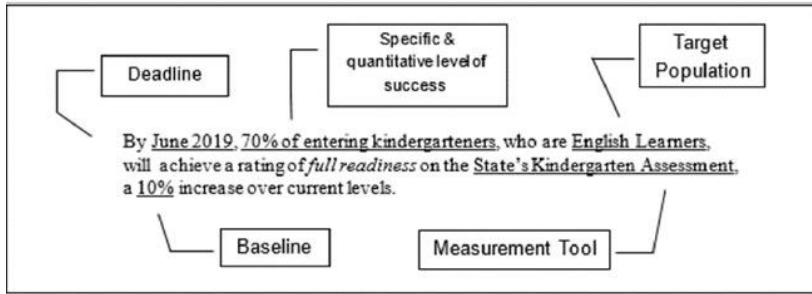 Deadline
Specific &
quantitative level of
success
Target
Population
By June 2019, 70% of entering kindergarteners, who are English Learners,
will achieve a rating of full readiness on the State's Kindergarten Assessment,
a 10% increase over current levels.
Baseline
Measurement Tool